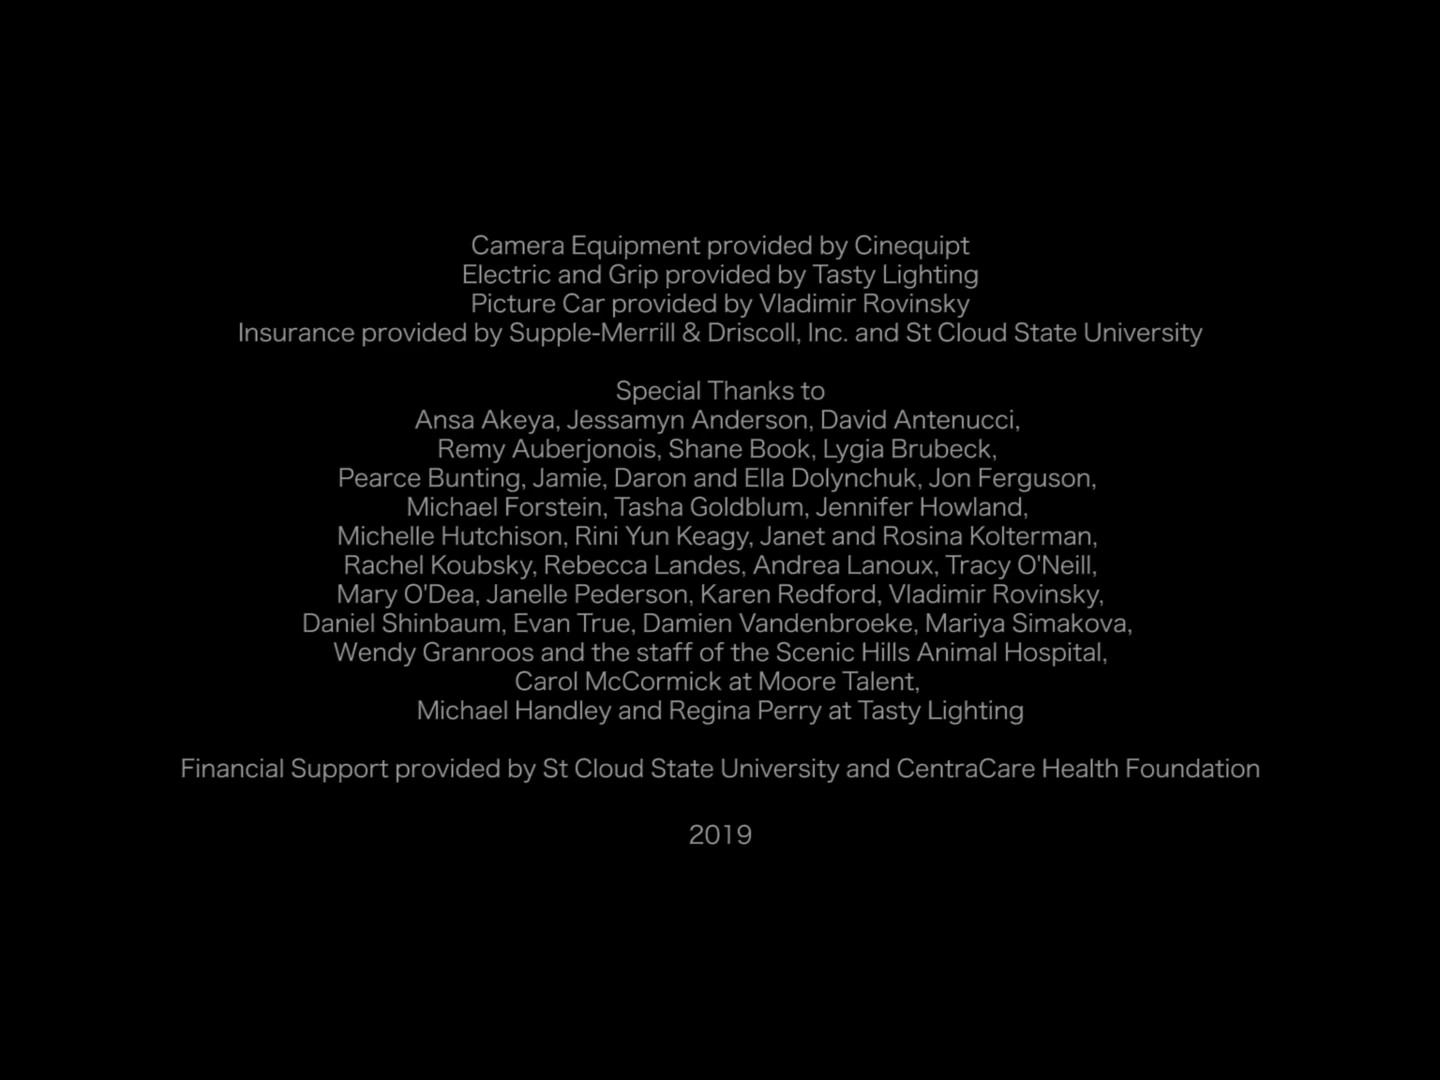 Camera Equipment provided by Cinequipt
Electric and Grip provided by Tasty Lighting
Picture Car provided by Vladimir Rovinsky
Insurance provided by Supple-Merrill & Driscoll, Inc. and St Cloud State University
Special Thanks to
Ansa Akeya, Jessamyn Anderson, David Antenucci,
Remy Auberjonois, Shane Book, Lygia Brubeck,
Pearce Bunting, Jamie, Daron and Ella Dolynchuk, Jon Ferguson,
Michael Forstein, Tasha Goldblum, Jennifer Howland,
Michelle Hutchison, Rini Yun Keagy, Janet and Rosina Kolterman,
Rachel Koubsky, Rebecca Landes, Andrea Lanoux, Tracy O'Neill,
Mary O'Dea, Janelle Pederson, Karen Redford, Vladimir Rovinsky,
Daniel Shinbaum, Evan True, Damien Vandenbroeke, Mariya Simakova,
Wendy Granroos and the staff of the Scenic Hills Animal Hospital,
Carol McCormick at Moore Talent,
Michael Handley and Regina Perry at Tasty Lighting
Financial Support provided by St Cloud State University and CentraCare Health Foundation
2019